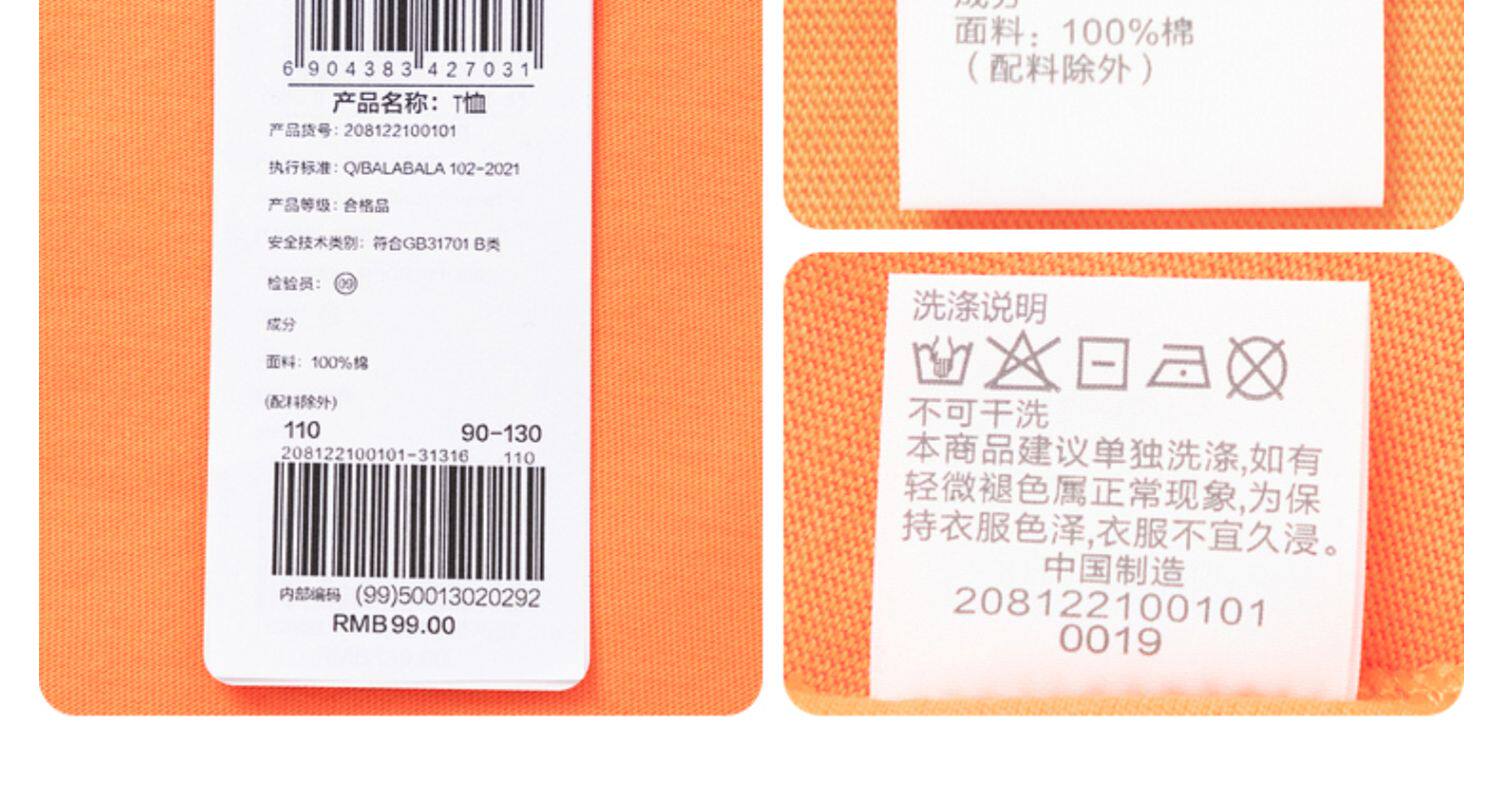 6 904383 427031
产品名称：T恤
产品货号：208122100101
执行标准：Q/BALABALA 102-2021
产品等级：合格品
安全技术类别：符合GB31701 B类
检验员：09
成分
面料：100%棉
(配料除外)
110 90-130
208122100101-31316 110
内部编码 (99)50013020292
RMB99.00
成分
面料：100%棉
（配料除外）
洗涤说明
不可干洗
本商品建议单独洗涤,如有
轻微褪色属正常现象,为保
持衣服色泽,衣服不宜久浸。
中国制造
208122100101
0019